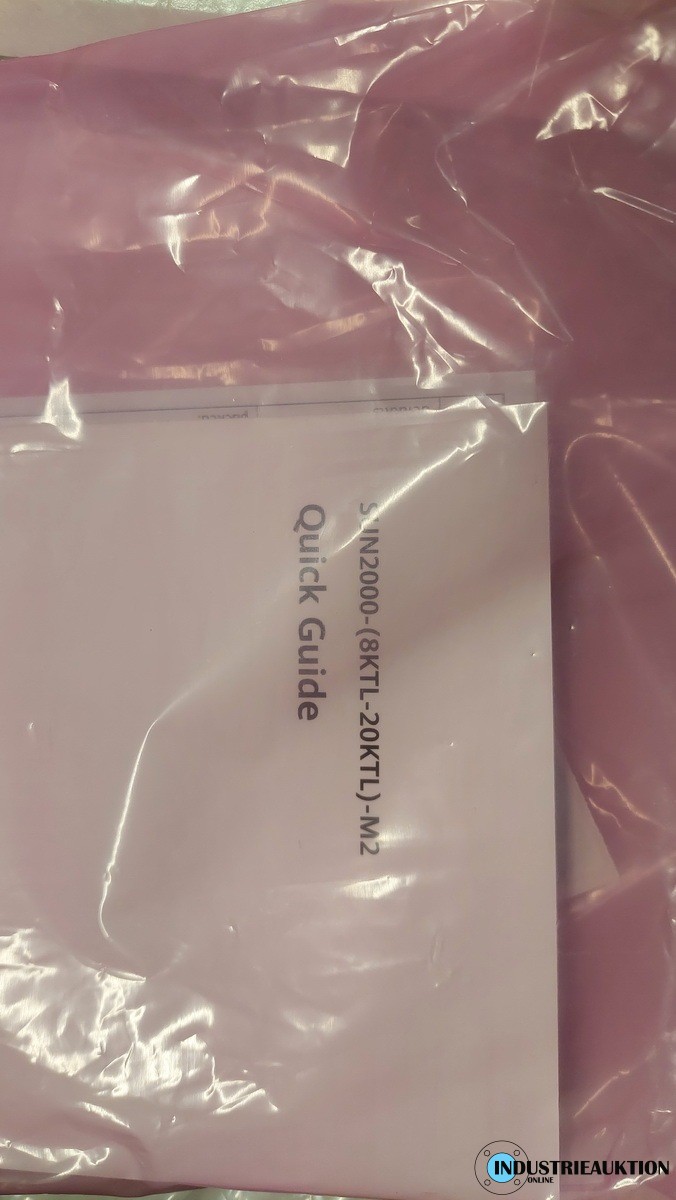 SUN2000-(8KTL-20KTL)-M2
Quick Guide
INDUSTRIEAUKTION
ONLINE